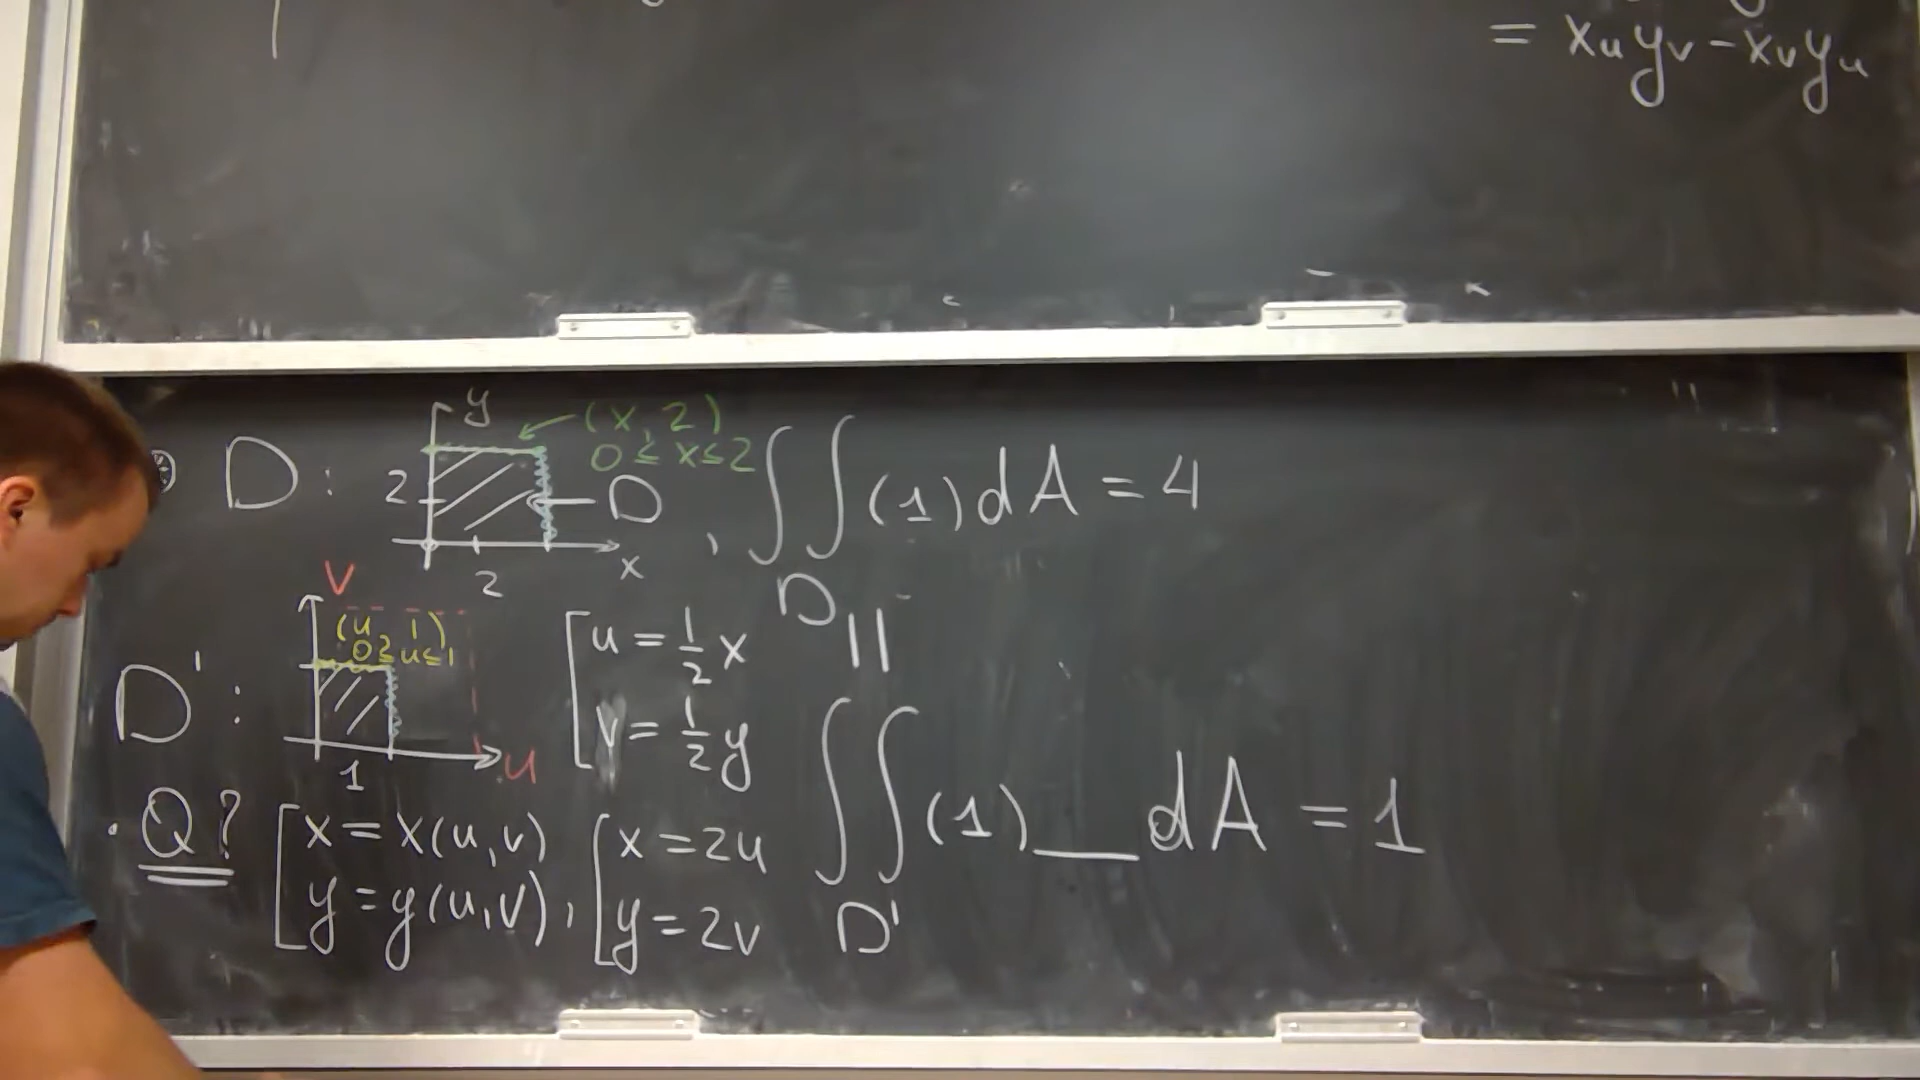 = xᵤ yᵥ - xᵥ yᵤ
D:
y
(x, 2)
0 ≤ x ≤ 2
2
D
x
2
, ∬ (1) dA = 4
D
||
D':
V
(u, 1)
0 ≤ u ≤ 1
1
u
u = 1/2 x
v = 1/2 y
∬ (1) __ dA = 1
D'
· Q?
[ x = x(u,v)
y = y(u,v) ,
[ x = 2u
y = 2v